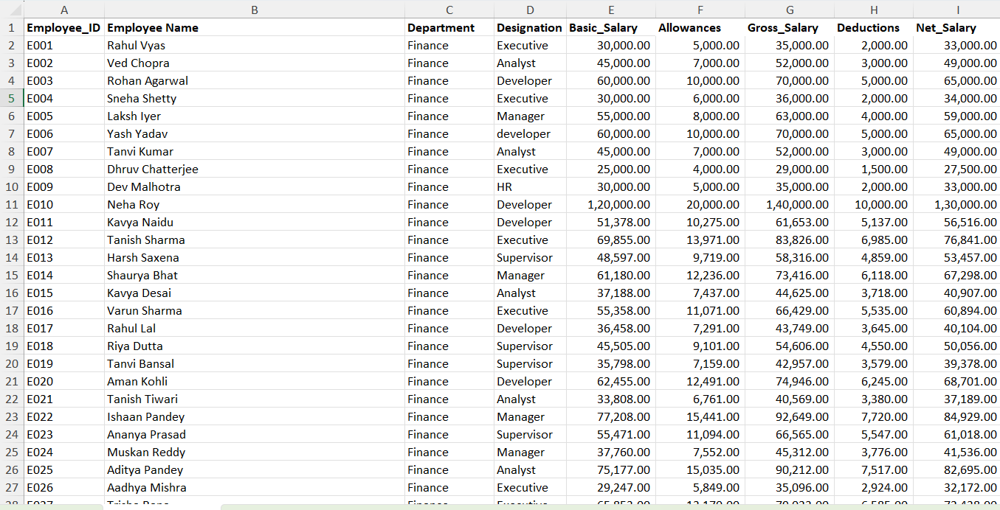 A B C D E F G H I
1 Employee_ID Employee Name Department Designation Basic_Salary Allowances Gross_Salary Deductions Net_Salary
2 E001 Rahul Vyas Finance Executive 30,000.00 5,000.00 35,000.00 2,000.00 33,000.00
3 E002 Ved Chopra Finance Analyst 45,000.00 7,000.00 52,000.00 3,000.00 49,000.00
4 E003 Rohan Agarwal Finance Developer 60,000.00 10,000.00 70,000.00 5,000.00 65,000.00
5 E004 Sneha Shetty Finance Executive 30,000.00 6,000.00 36,000.00 2,000.00 34,000.00
6 E005 Laksh Iyer Finance Manager 55,000.00 8,000.00 63,000.00 4,000.00 59,000.00
7 E006 Yash Yadav Finance developer 60,000.00 10,000.00 70,000.00 5,000.00 65,000.00
8 E007 Tanvi Kumar Finance Analyst 45,000.00 7,000.00 52,000.00 3,000.00 49,000.00
9 E008 Dhruv Chatterjee Finance Executive 25,000.00 4,000.00 29,000.00 1,500.00 27,500.00
10 E009 Dev Malhotra Finance HR 30,000.00 5,000.00 35,000.00 2,000.00 33,000.00
11 E010 Neha Roy Finance Developer 1,20,000.00 20,000.00 1,40,000.00 10,000.00 1,30,000.00
12 E011 Kavya Naidu Finance Developer 51,378.00 10,275.00 61,653.00 5,137.00 56,516.00
13 E012 Tanish Sharma Finance Executive 69,855.00 13,971.00 83,826.00 6,985.00 76,841.00
14 E013 Harsh Saxena Finance Supervisor 48,597.00 9,719.00 58,316.00 4,859.00 53,457.00
15 E014 Shaurya Bhat Finance Manager 61,180.00 12,236.00 73,416.00 6,118.00 67,298.00
16 E015 Kavya Desai Finance Analyst 37,188.00 7,437.00 44,625.00 3,718.00 40,907.00
17 E016 Varun Sharma Finance Executive 55,358.00 11,071.00 66,429.00 5,535.00 60,894.00
18 E017 Rahul Lal Finance Developer 36,458.00 7,291.00 43,749.00 3,645.00 40,104.00
19 E018 Riya Dutta Finance Supervisor 45,505.00 9,101.00 54,606.00 4,550.00 50,056.00
20 E019 Tanvi Bansal Finance Supervisor 35,798.00 7,159.00 42,957.00 3,579.00 39,378.00
21 E020 Aman Kohli Finance Developer 62,455.00 12,491.00 74,946.00 6,245.00 68,701.00
22 E021 Tanish Tiwari Finance Analyst 33,808.00 6,761.00 40,569.00 3,380.00 37,189.00
23 E022 Ishaan Pandey Finance Manager 77,208.00 15,441.00 92,649.00 7,720.00 84,929.00
24 E023 Ananya Prasad Finance Supervisor 55,471.00 11,094.00 66,565.00 5,547.00 61,018.00
25 E024 Muskan Reddy Finance Manager 37,760.00 7,552.00 45,312.00 3,776.00 41,536.00
26 E025 Aditya Pandey Finance Analyst 75,177.00 15,035.00 90,212.00 7,517.00 82,695.00
27 E026 Aadhya Mishra Finance Executive 29,247.00 5,849.00 35,096.00 2,924.00 32,172.00
28 E027 Finance Executive